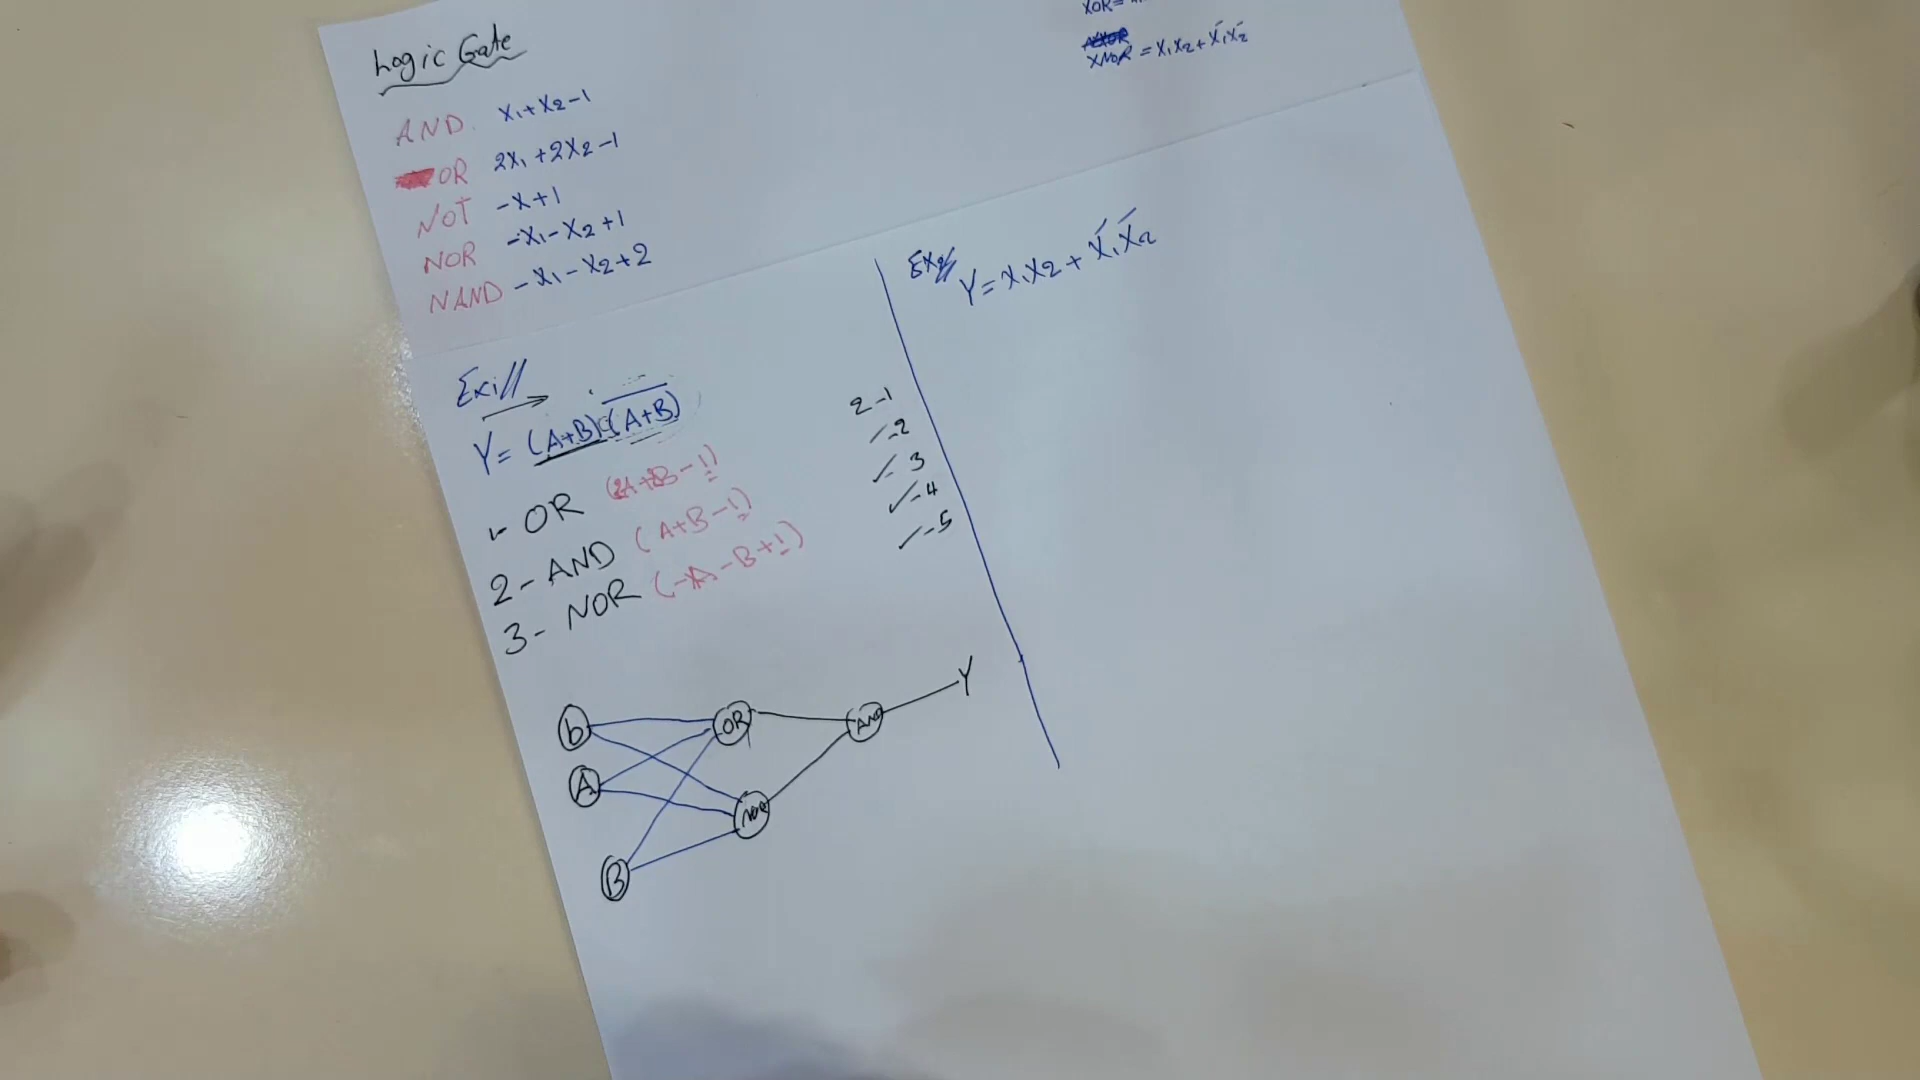 Logic Gate
AND x₁+x₂-1
OR 2x₁+2x₂-1
NOT -x+1
NOR -x₁-x₂+1
NAND -x₁-x₂+2
XOR=
XNOR = x₁x₂+x̄₁x̄₂
Ex1//
Y= (A+B)·(\overline{A+B})
1- OR (2A+2B-1)
2- AND (A+B-1)
3- NOR (-A-B+1)
2-1
-2
-3
-4
-5
b
A
B
OR
NOR
AND
Y
Ex2//
Y= x₁x₂ + x̄₁x̄₂